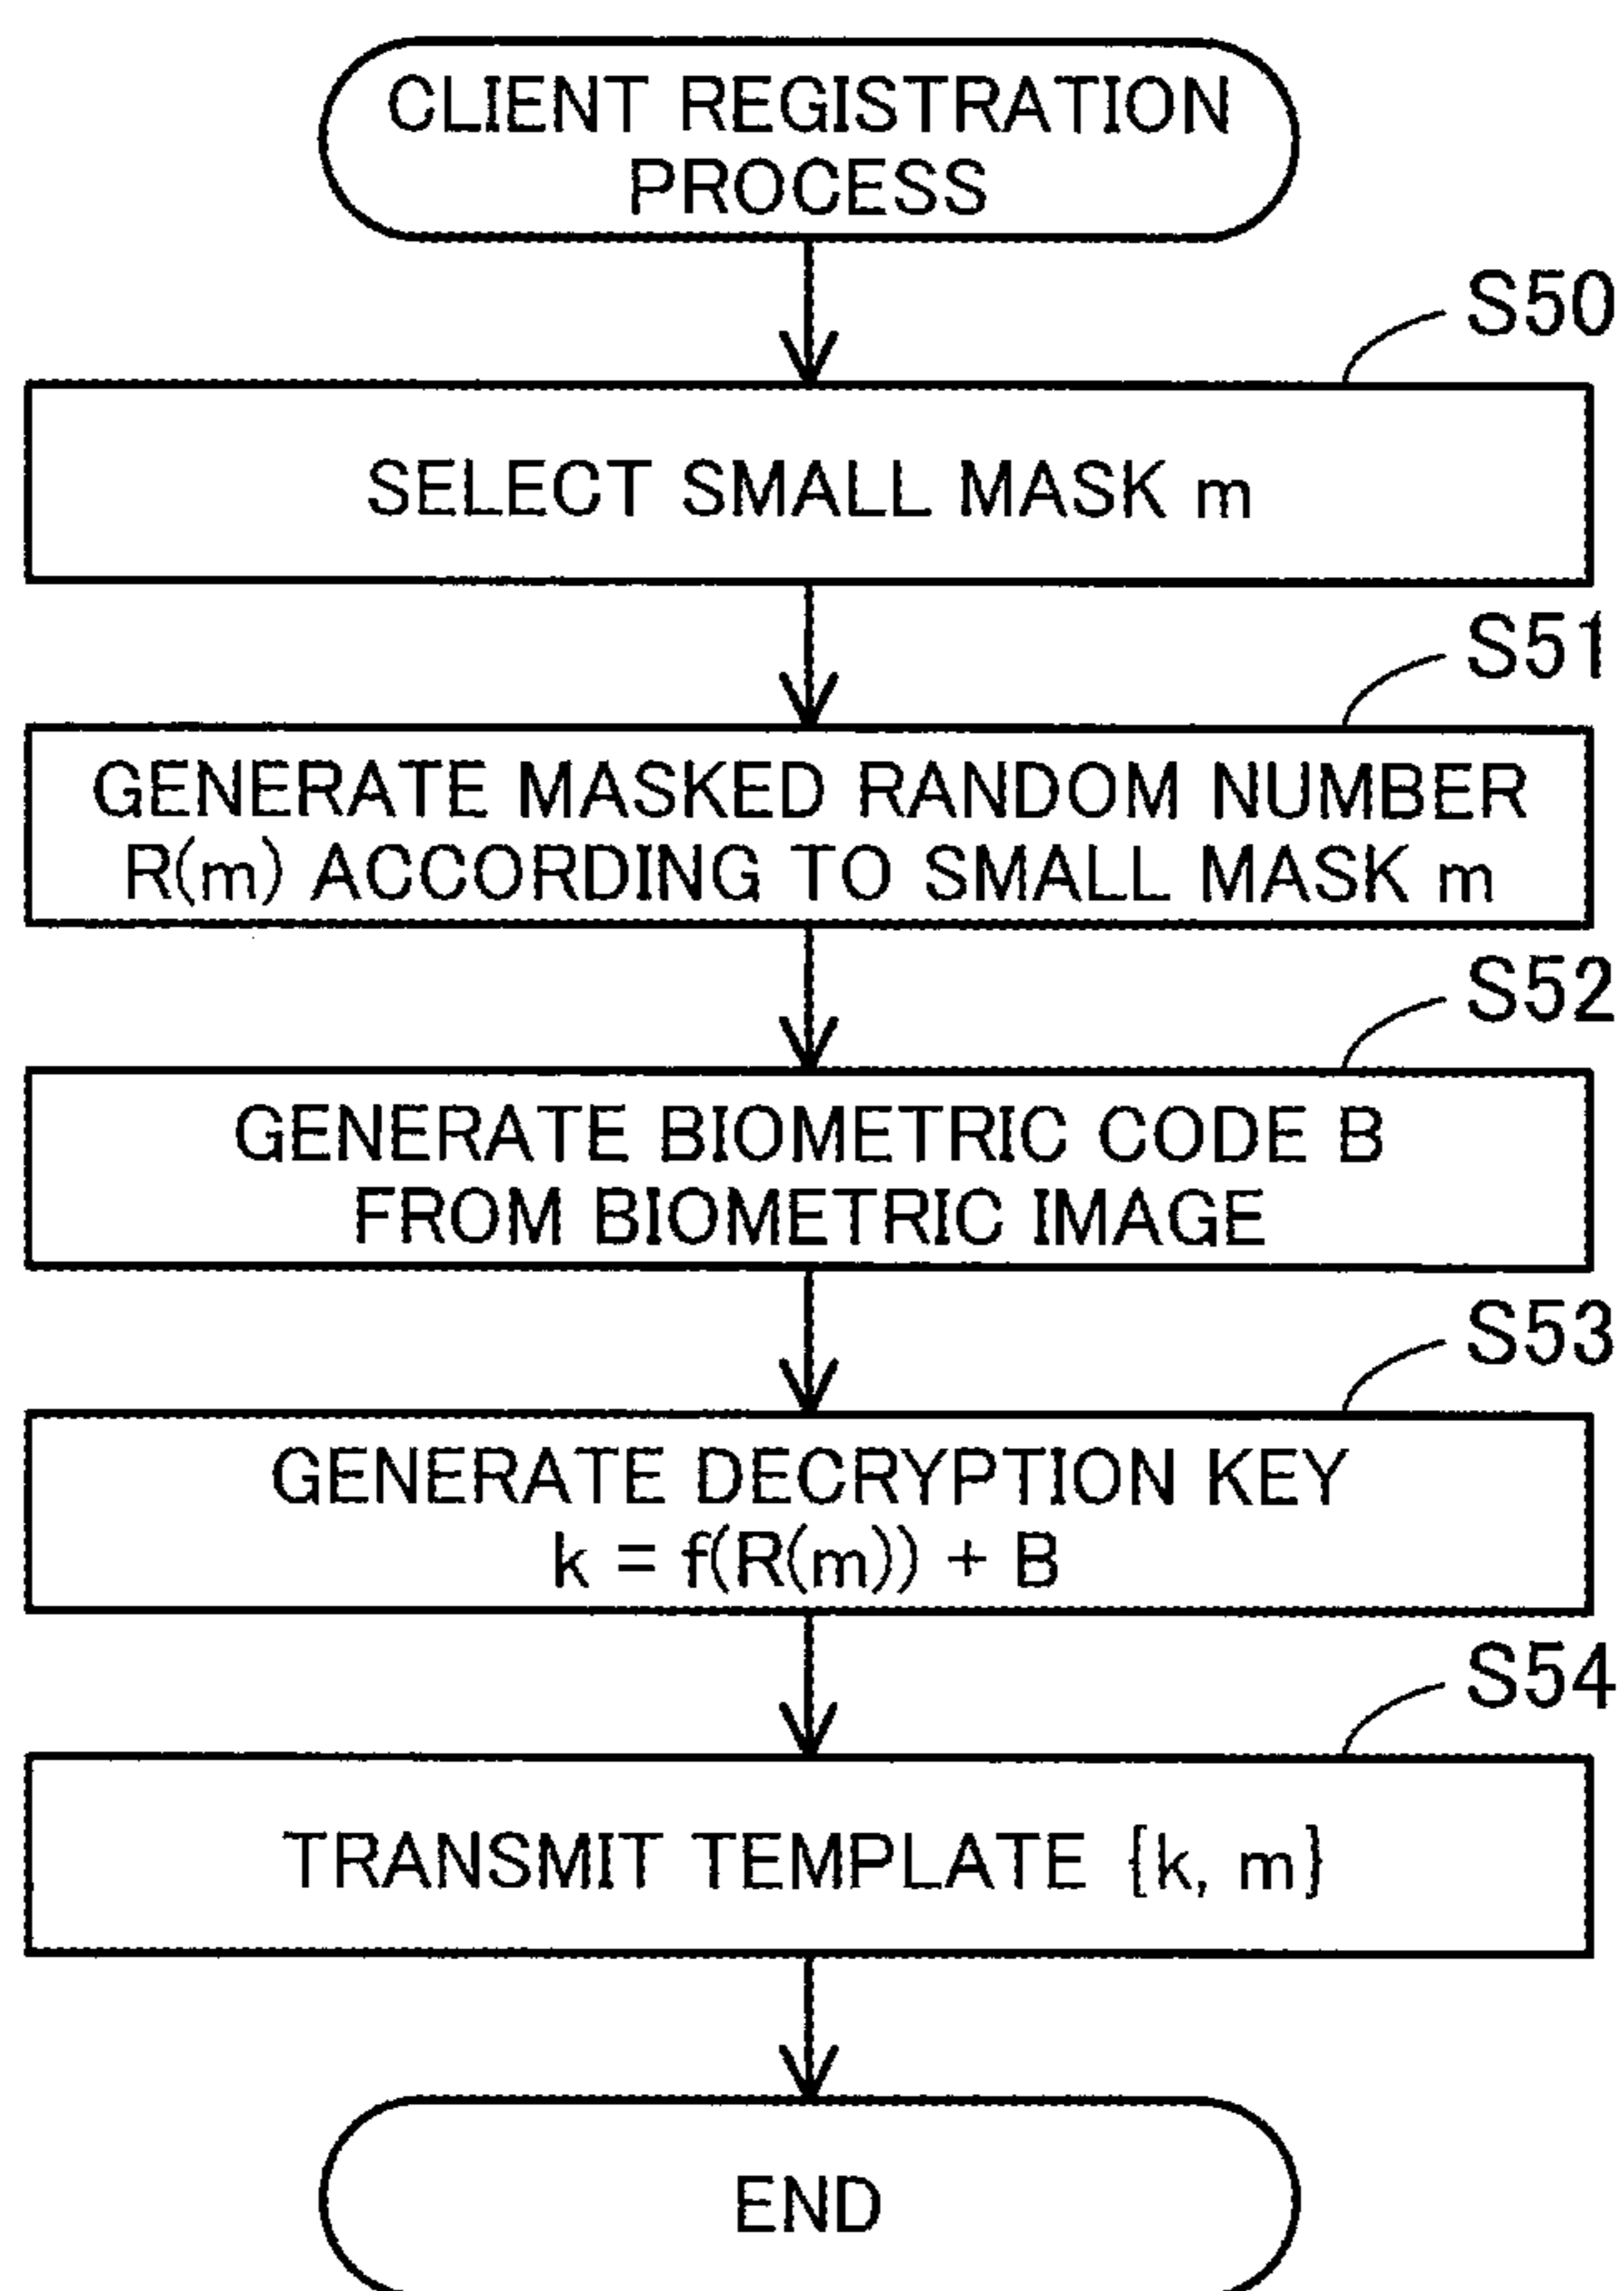 CLIENT REGISTRATION
PROCESS
S50
SELECT SMALL MASK m
S51
GENERATE MASKED RANDOM NUMBER
R(m) ACCORDING TO SMALL MASK m
S52
GENERATE BIOMETRIC CODE B
FROM BIOMETRIC IMAGE
S53
GENERATE DECRYPTION KEY
k = f(R(m)) + B
S54
TRANSMIT TEMPLATE {k, m}
END